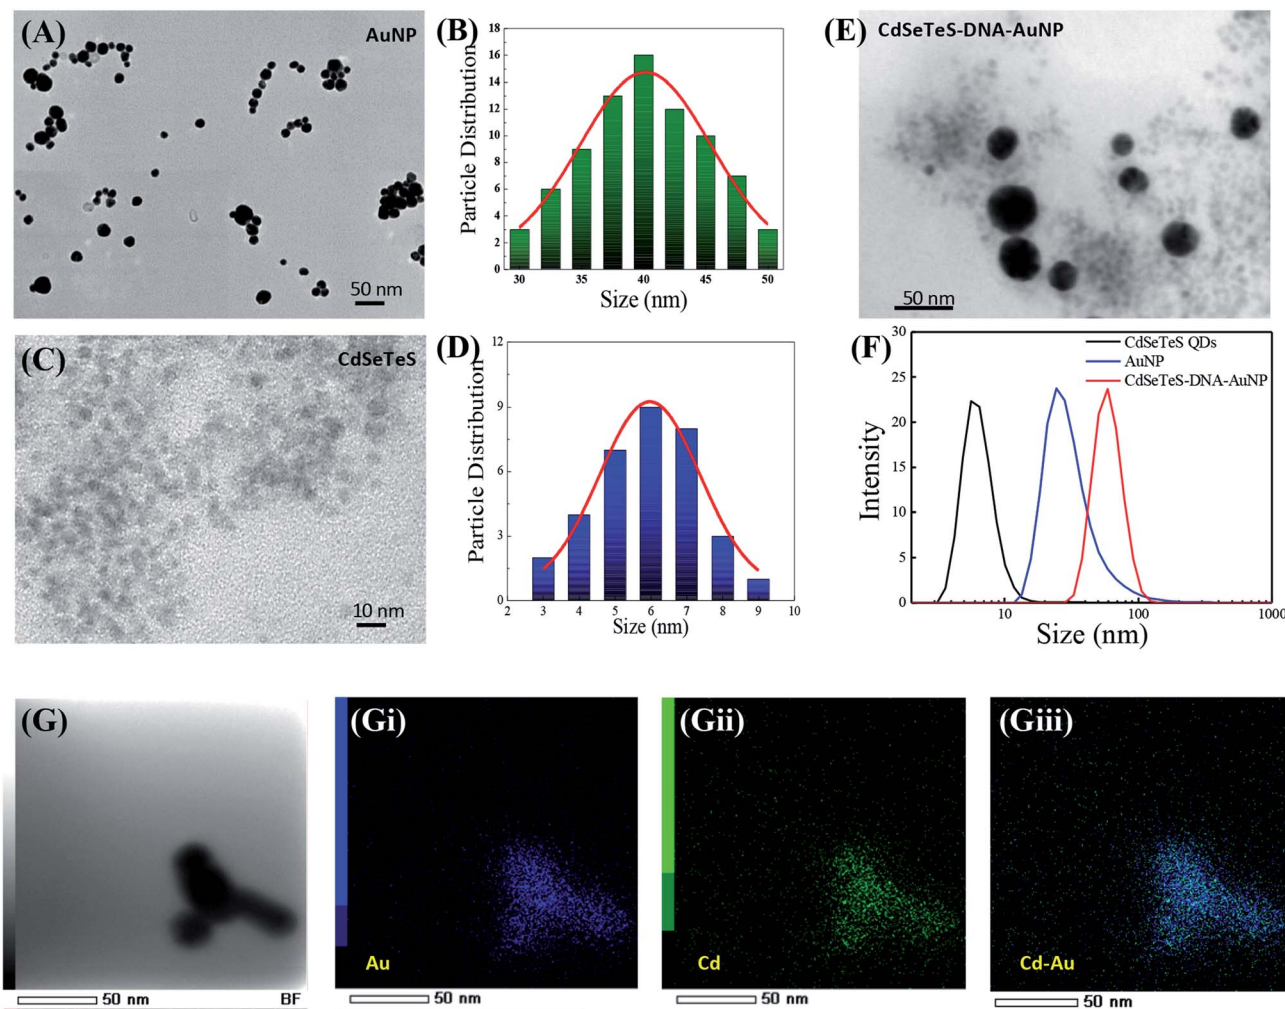 (A)
AuNP
50 nm
(B)
Particle Distribution
18
16
14
12
10
8
6
4
2
0
30
35
40
45
50
Size (nm)
(E)
CdSeTeS-DNA-AuNP
50 nm
(C)
CdSeTeS
10 nm
(D)
Particle Distribution
12
9
6
3
0
2
3
4
5
6
7
8
9
10
Size (nm)
(F)
Intensity
30
25
20
15
10
5
0
CdSeTeS QDs
AuNP
CdSeTeS-DNA-AuNP
10
100
1000
Size (nm)
(G)
50 nm
BF
(Gi)
Au
50 nm
(Gii)
Cd
50 nm
(Giii)
Cd-Au
50 nm